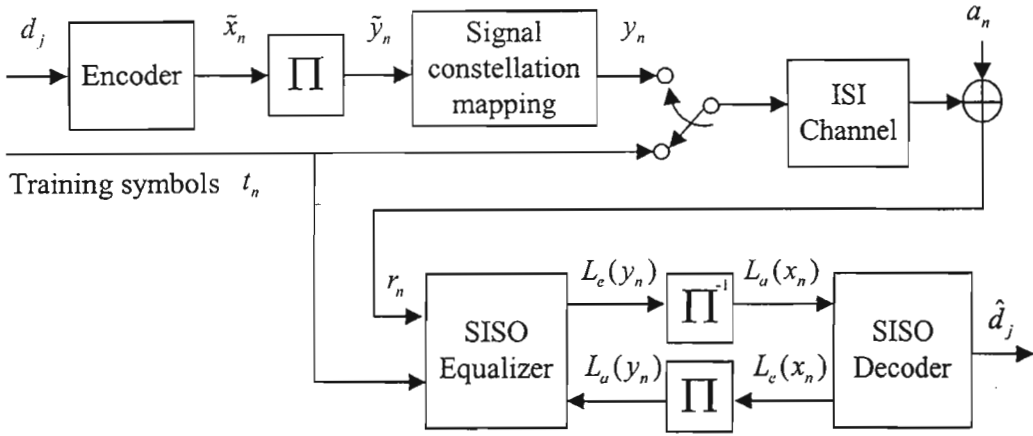 d_j x̃_n ỹ_n y_n a_n
Encoder
Π
Signal
constellation
mapping
ISI
Channel
Training symbols t_n
r_n
SISO
Equalizer
L_e(y_n)
Π^{-1}
L_a(x_n)
L_a(y_n)
Π
L_e(x_n)
SISO
Decoder
d̂_j